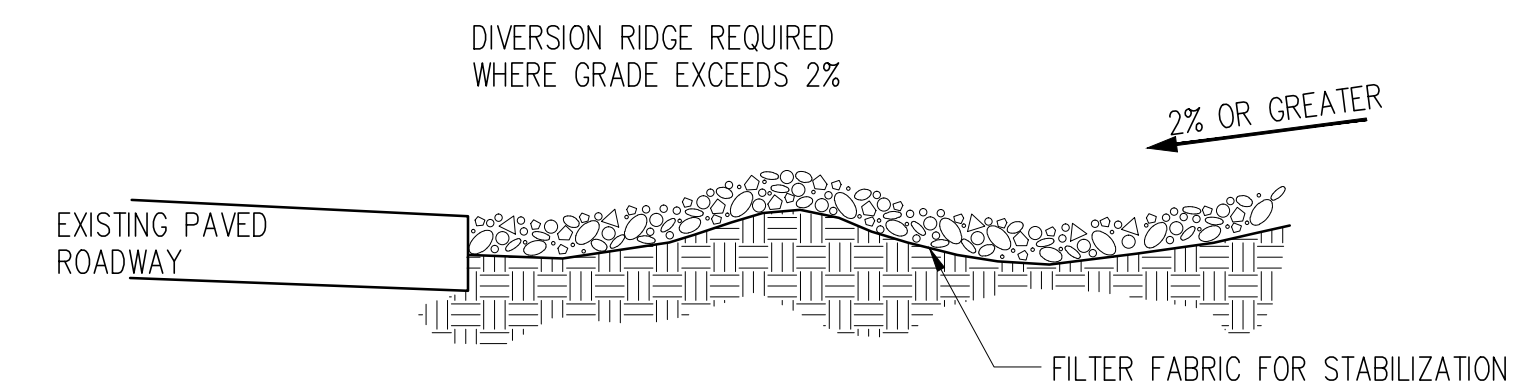 DIVERSION RIDGE REQUIRED
WHERE GRADE EXCEEDS 2%
2% OR GREATER
EXISTING PAVED
ROADWAY
FILTER FABRIC FOR STABILIZATION